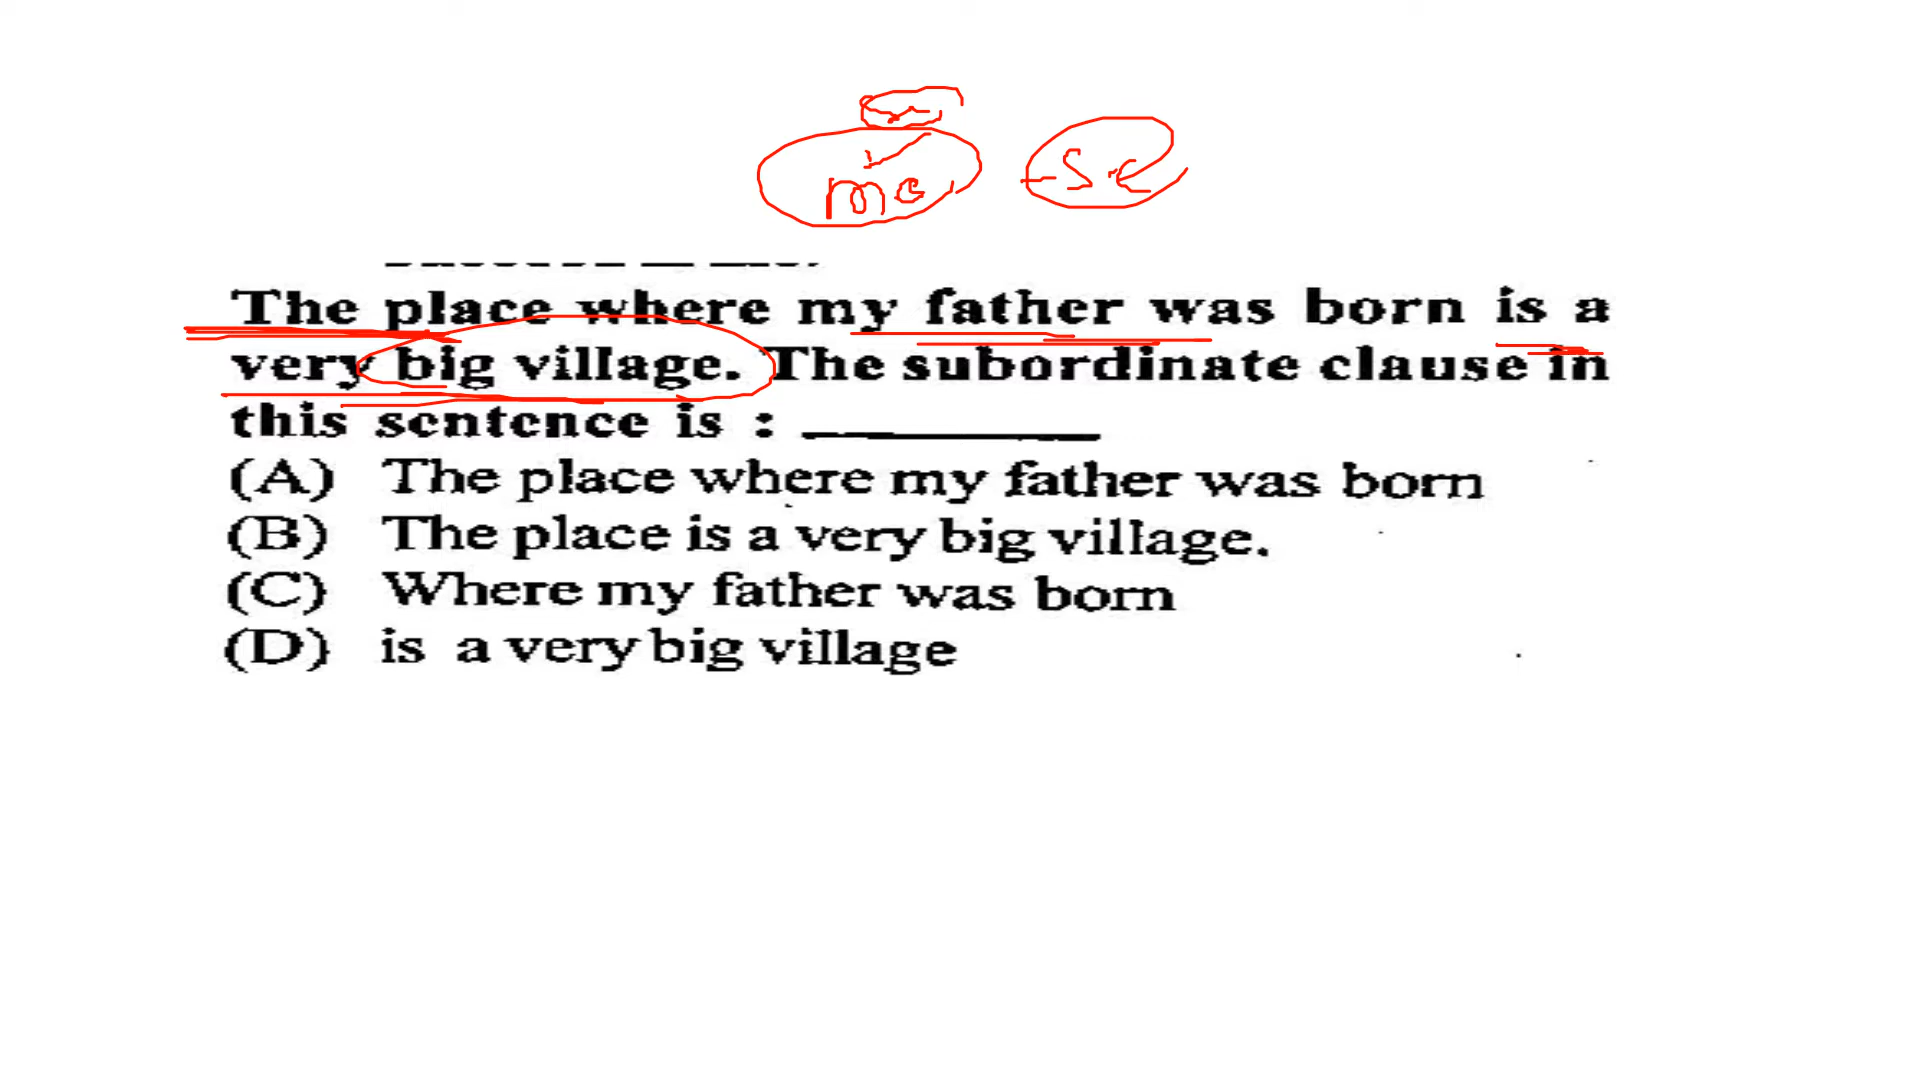 mc - SC
The place where my father was born is a
very big village. The subordinate clause in
this sentence is : ________
(A) The place where my father was born
(B) The place is a very big village.
(C) Where my father was born
(D) is a very big village